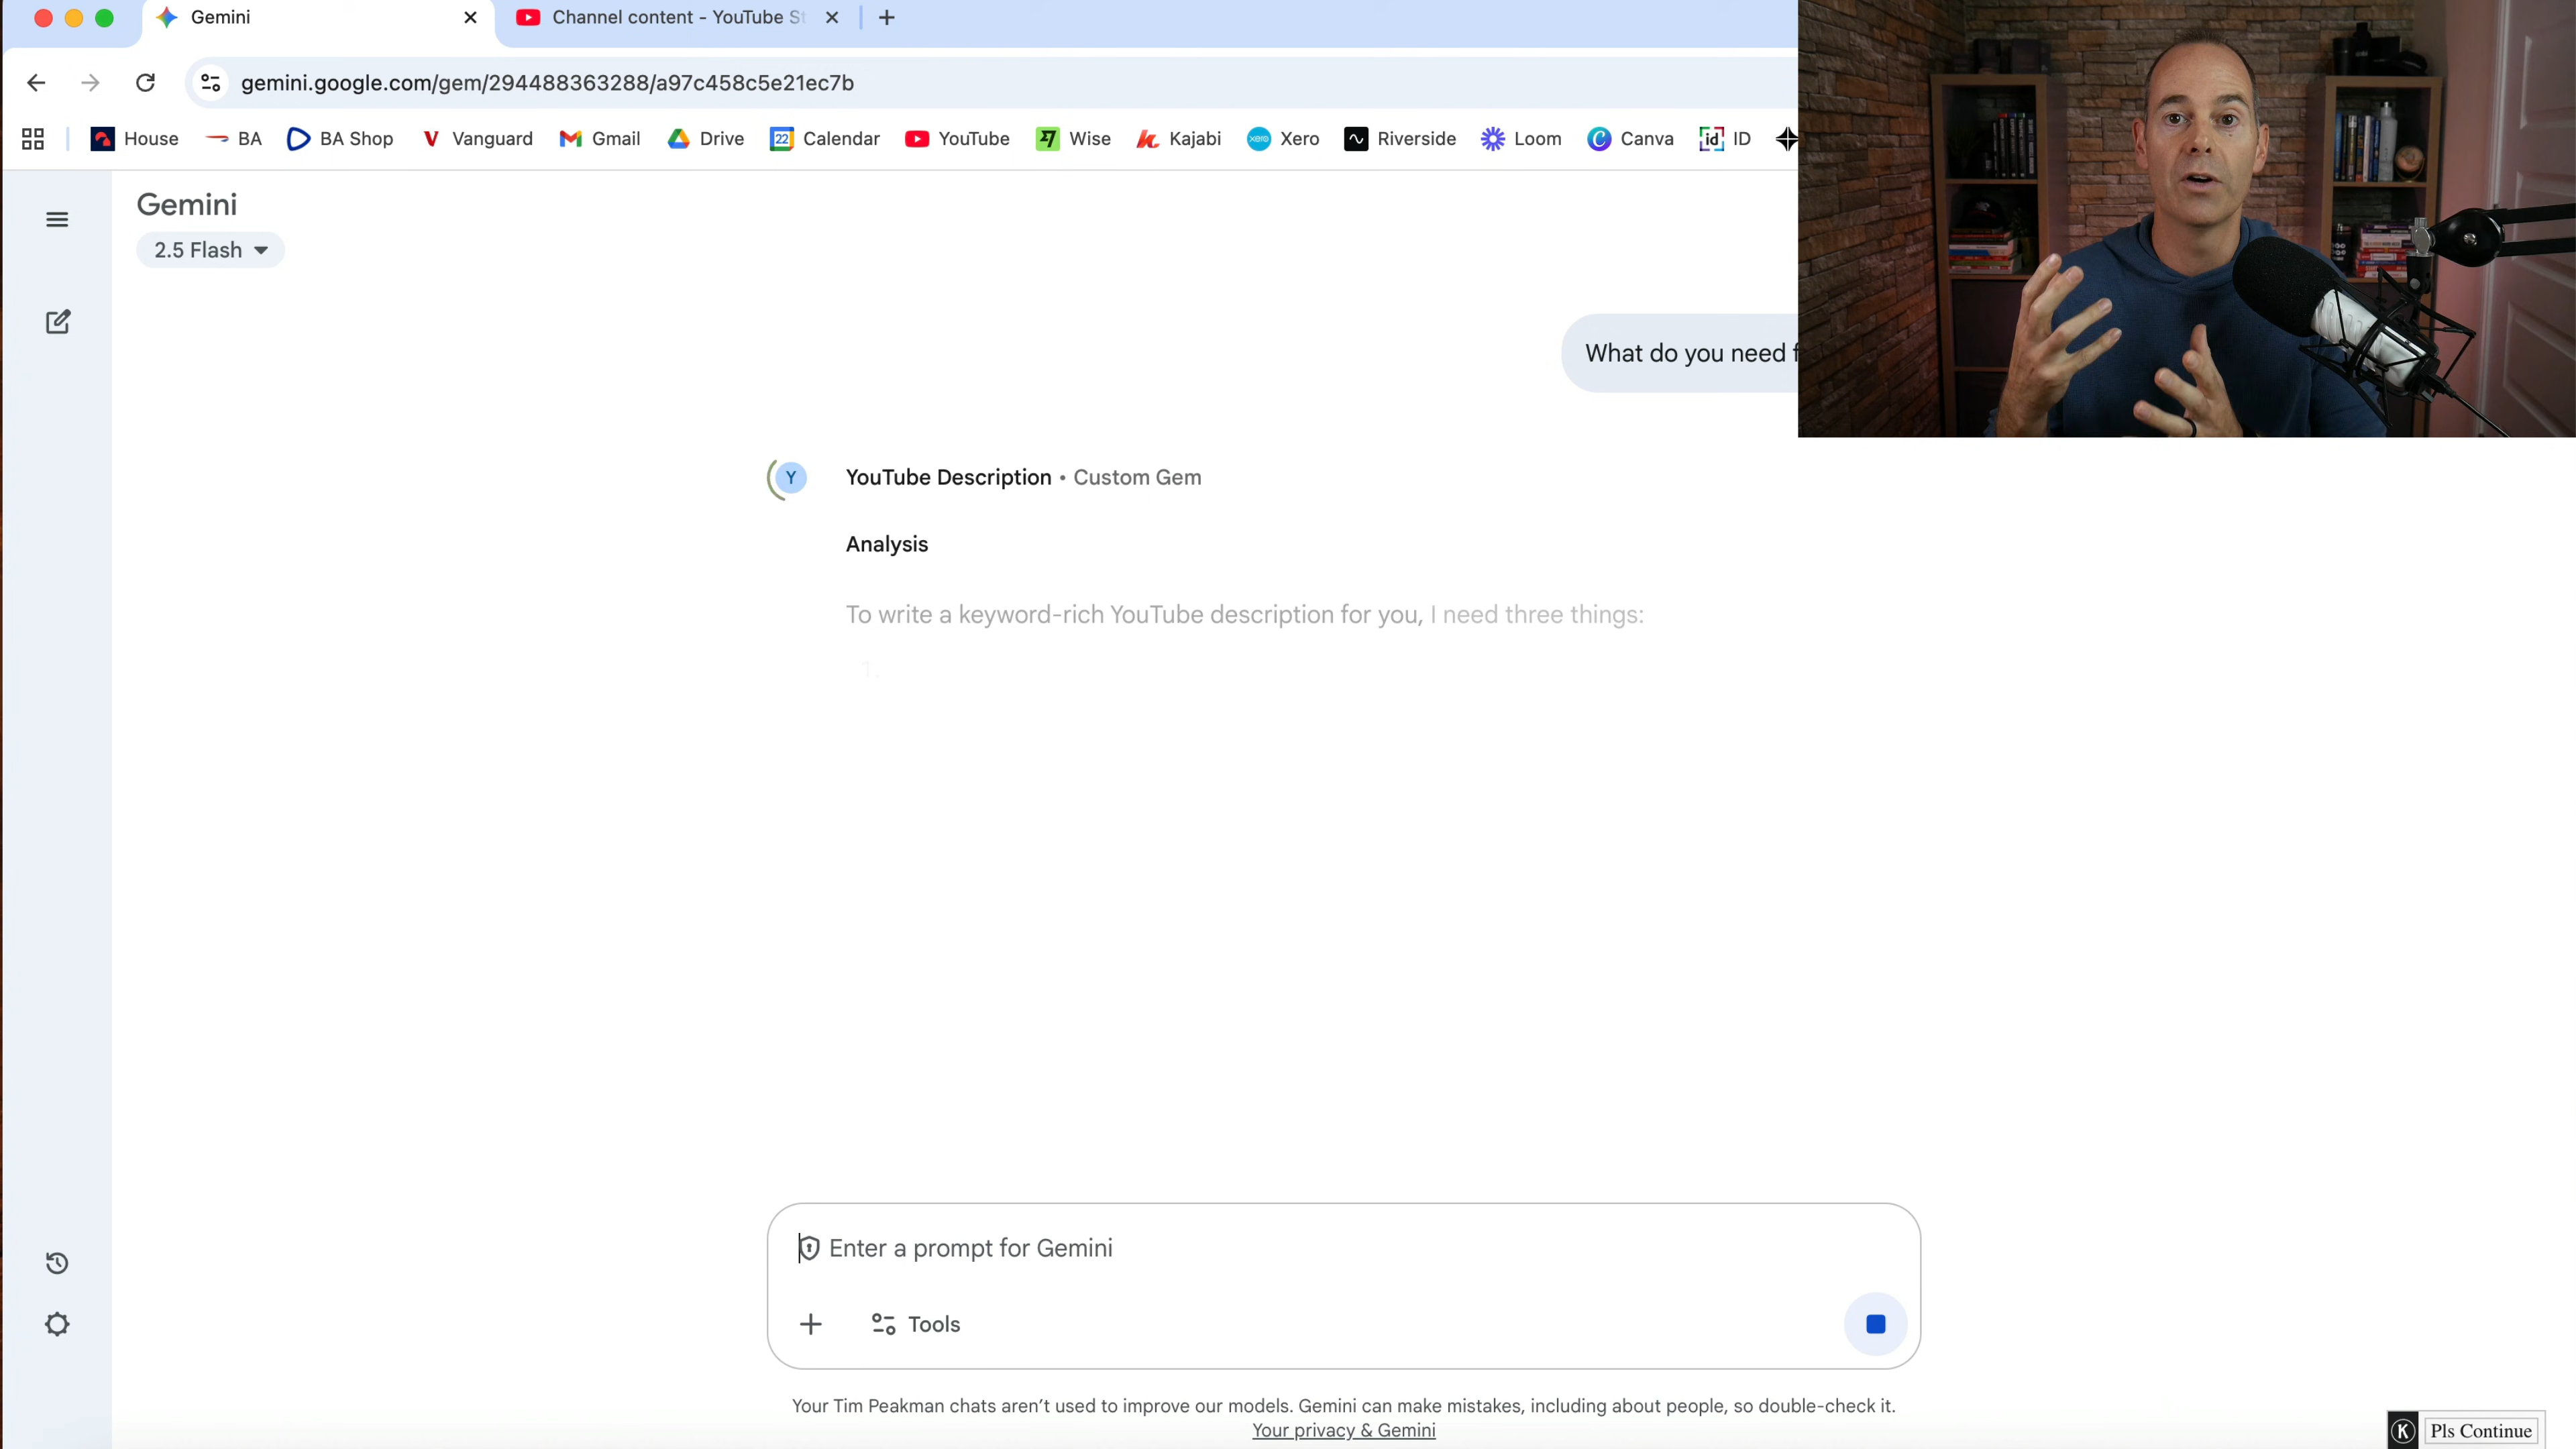 Gemini
Channel content - YouTube St
gemini.google.com/gem/294488363288/a97c458c5e21ec7b
House BA BA Shop Vanguard Gmail Drive 22 Calendar YouTube Wise Kajabi xero Xero Riverside Loom Canva id ID
Gemini
2.5 Flash
What do you need f
Y YouTube Description • Custom Gem
Analysis
To write a keyword-rich YouTube description for you, I need three things:
1.
Enter a prompt for Gemini
Tools
Your Tim Peakman chats aren't used to improve our models. Gemini can make mistakes, including about people, so double-check it.
Your privacy & Gemini
K Pls Continue